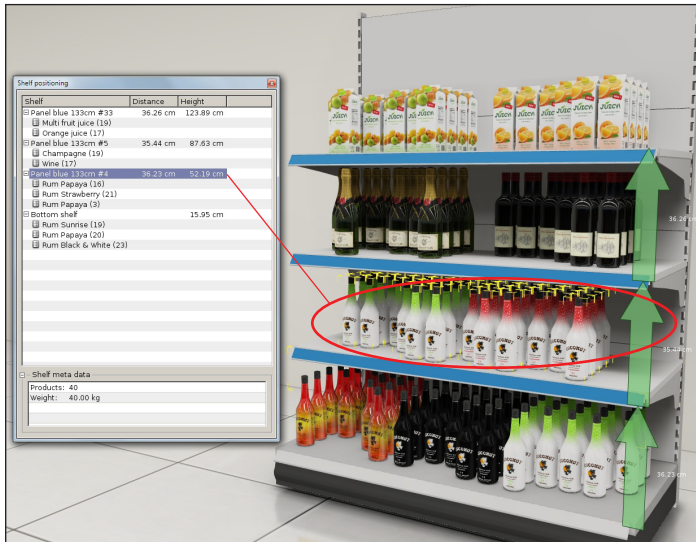 Shelf positioning
Shelf Distance Height
Panel blue 133cm #33 36.26 cm 123.89 cm
Multi fruit juice (19)
Orange juice (17)
Panel blue 133cm #5 35.44 cm 87.63 cm
Champagne (19)
Wine (17)
Panel blue 133cm #4 36.23 cm 52.19 cm
Rum Papaya (16)
Rum Strawberry (21)
Rum Papaya (3)
Bottom shelf 15.95 cm
Rum Sunrise (19)
Rum Papaya (20)
Rum Black & White (23)
Shelf meta data
Products: 40
Weight: 40.00 kg
36.26 cm
35.44 cm
36.23 cm